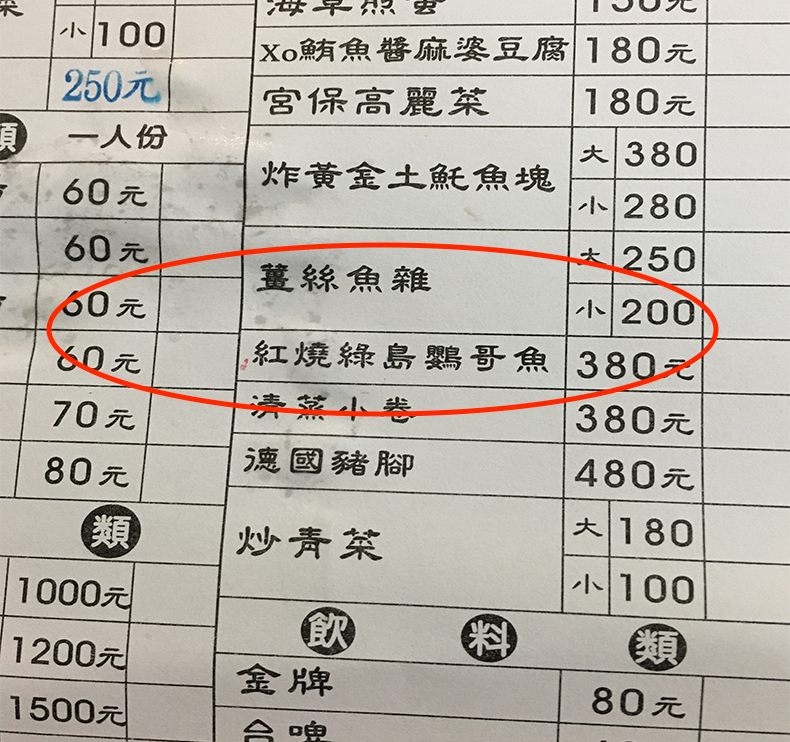 小 100
250元
類 一人份
60元
60元
60元
60元
70元
80元
類
1000元
1200元
1500元
海草煎蛋 150元
Xo鮪魚醬麻婆豆腐 180元
宮保高麗菜 180元
炸黃金土魠魚塊 大 380
小 280
薑絲魚雜 大 250
小 200
紅燒綠島鸚哥魚 380元
清蒸小卷 380元
德國豬腳 480元
炒青菜 大 180
小 100
飲料類
金牌 80元
台啤